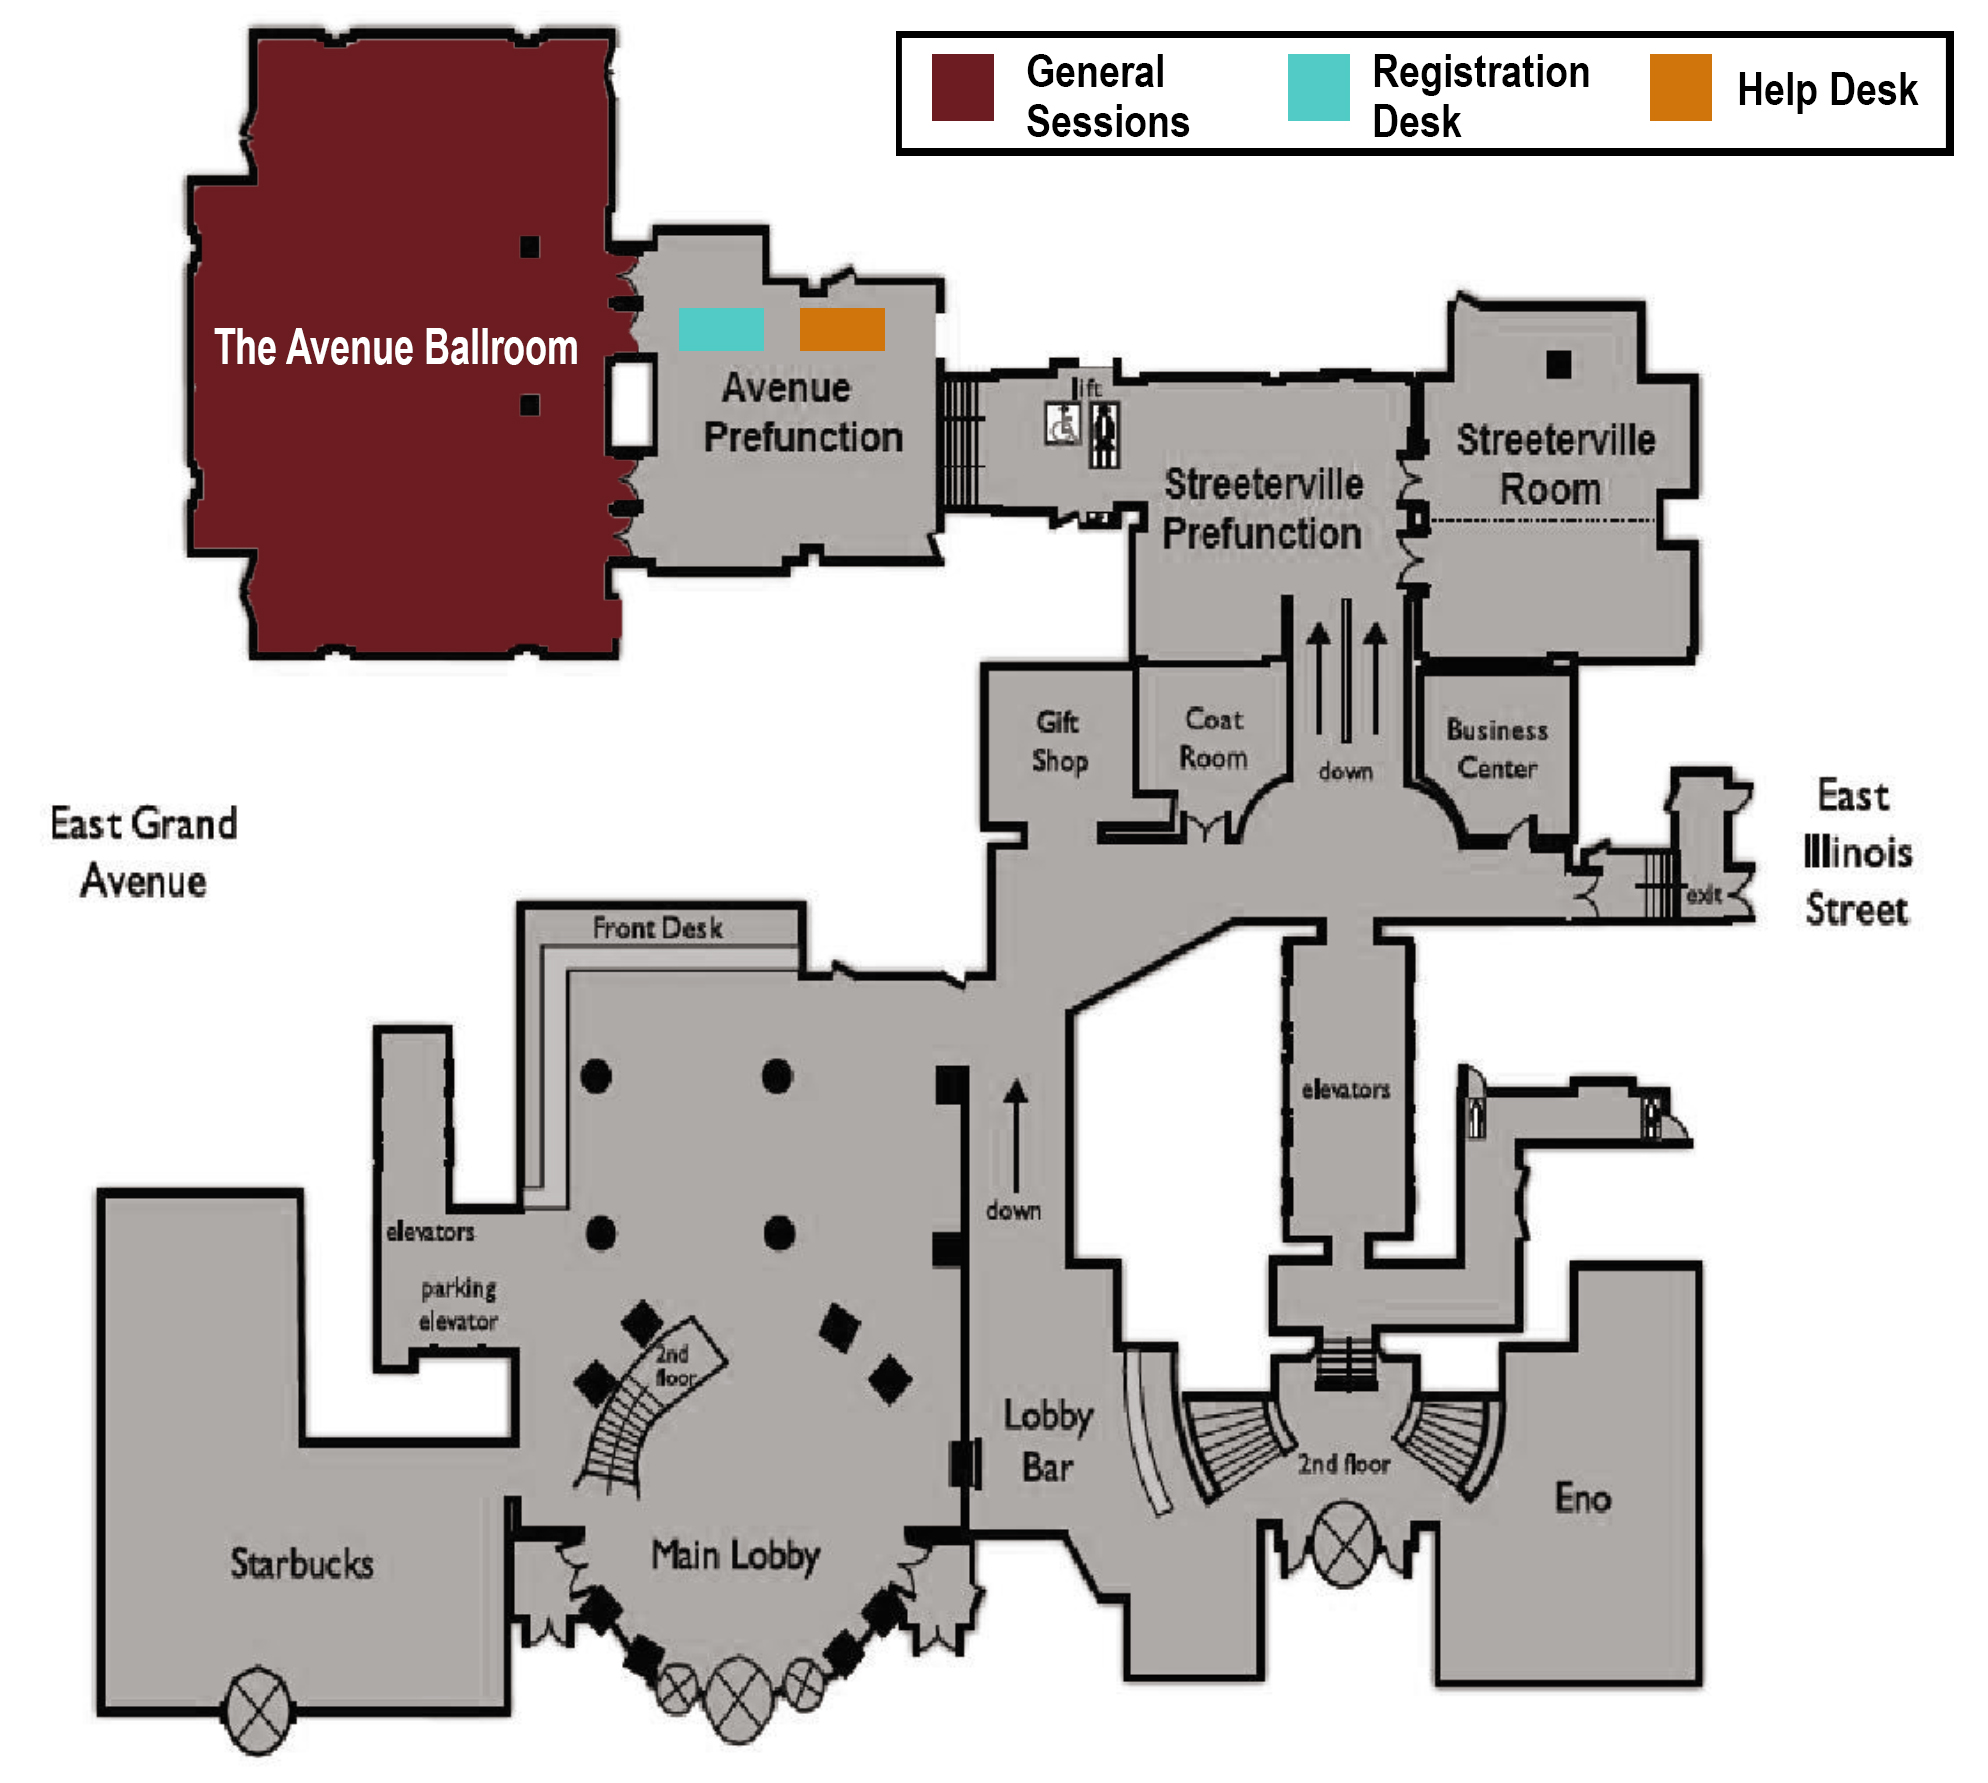 General
Sessions
Registration
Desk
Help Desk
The Avenue Ballroom
Avenue
Prefunction
lift
Streeterville
Prefunction
Streeterville
Room
Gift
Shop
Coat
Room
down
Business
Center
East Grand
Avenue
East
Illinois
Street
exit
Front Desk
elevators
elevators
parking
elevator
down
2nd
floor
Lobby
Bar
2nd floor
Eno
Starbucks
Main Lobby